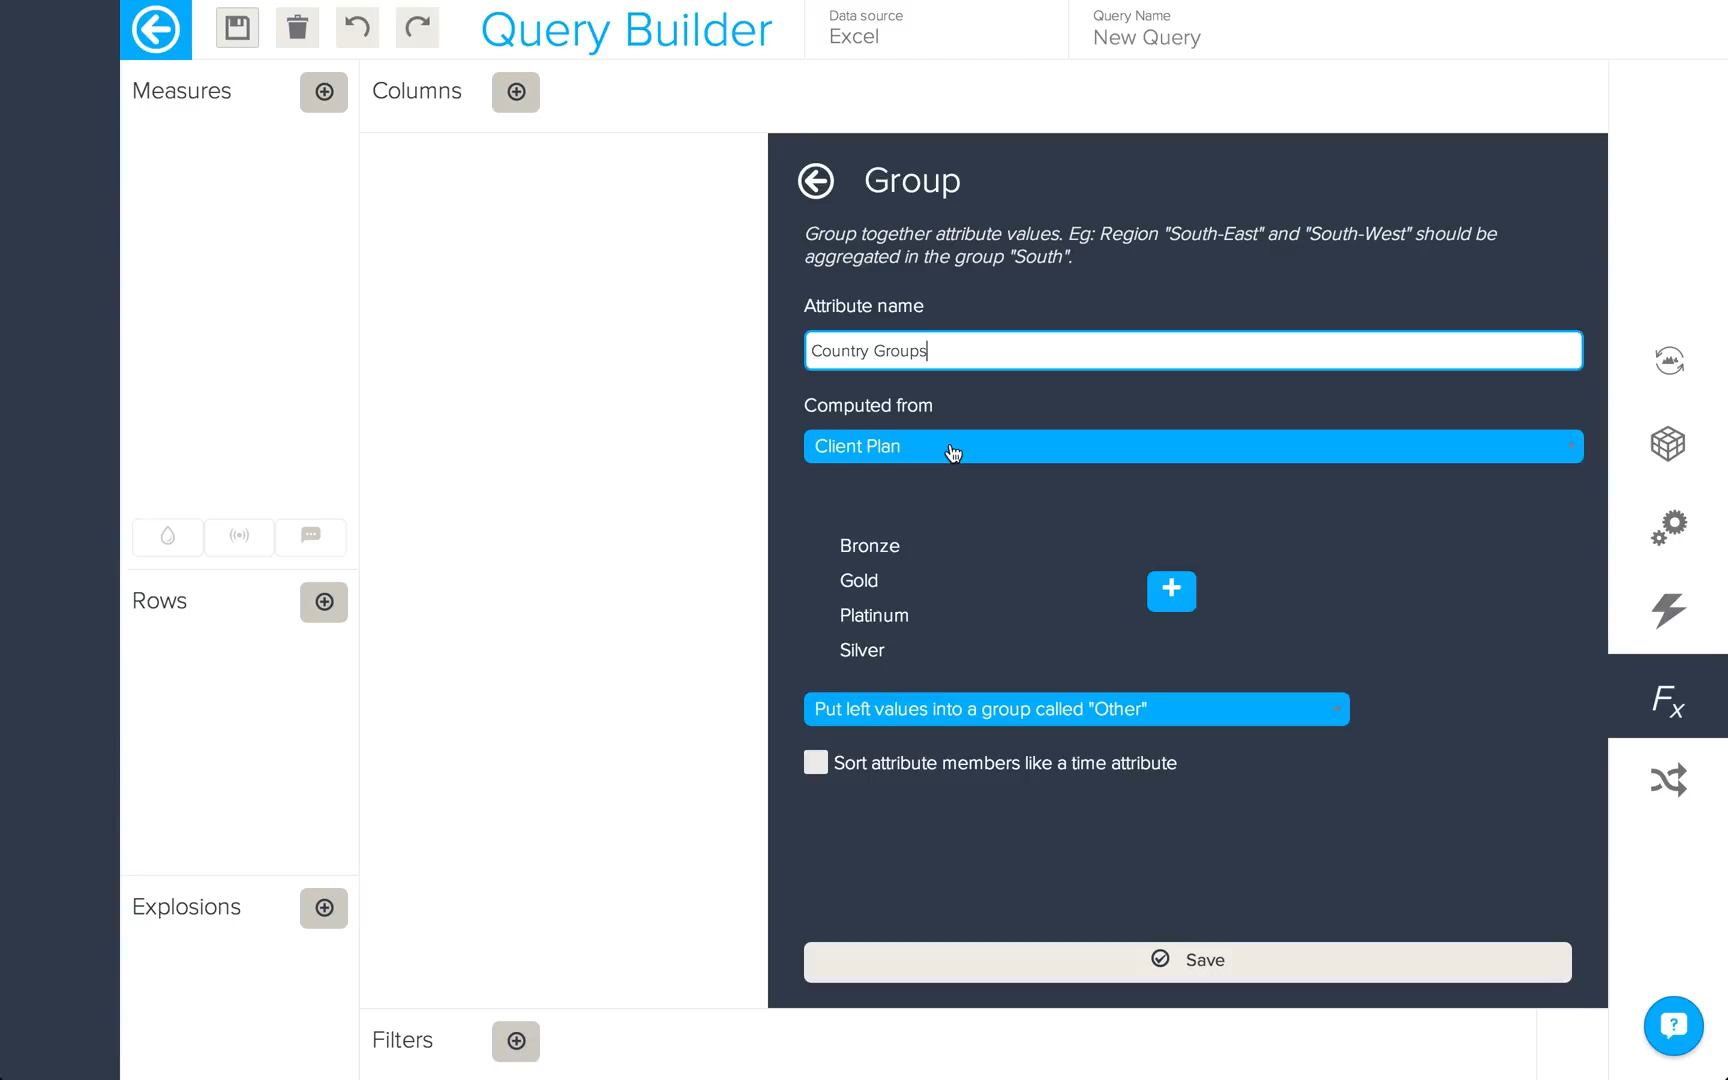 Query Builder
Data source
Excel
Query Name
New Query
Measures
Columns
Group
Group together attribute values. Eg: Region "South-East" and "South-West" should be
aggregated in the group "South".
Attribute name
Country Groups
Computed from
Client Plan
Bronze
Gold
Platinum
Silver
Put left values into a group called "Other"
Sort attribute members like a time attribute
Save
Rows
Explosions
Filters
Fx
?